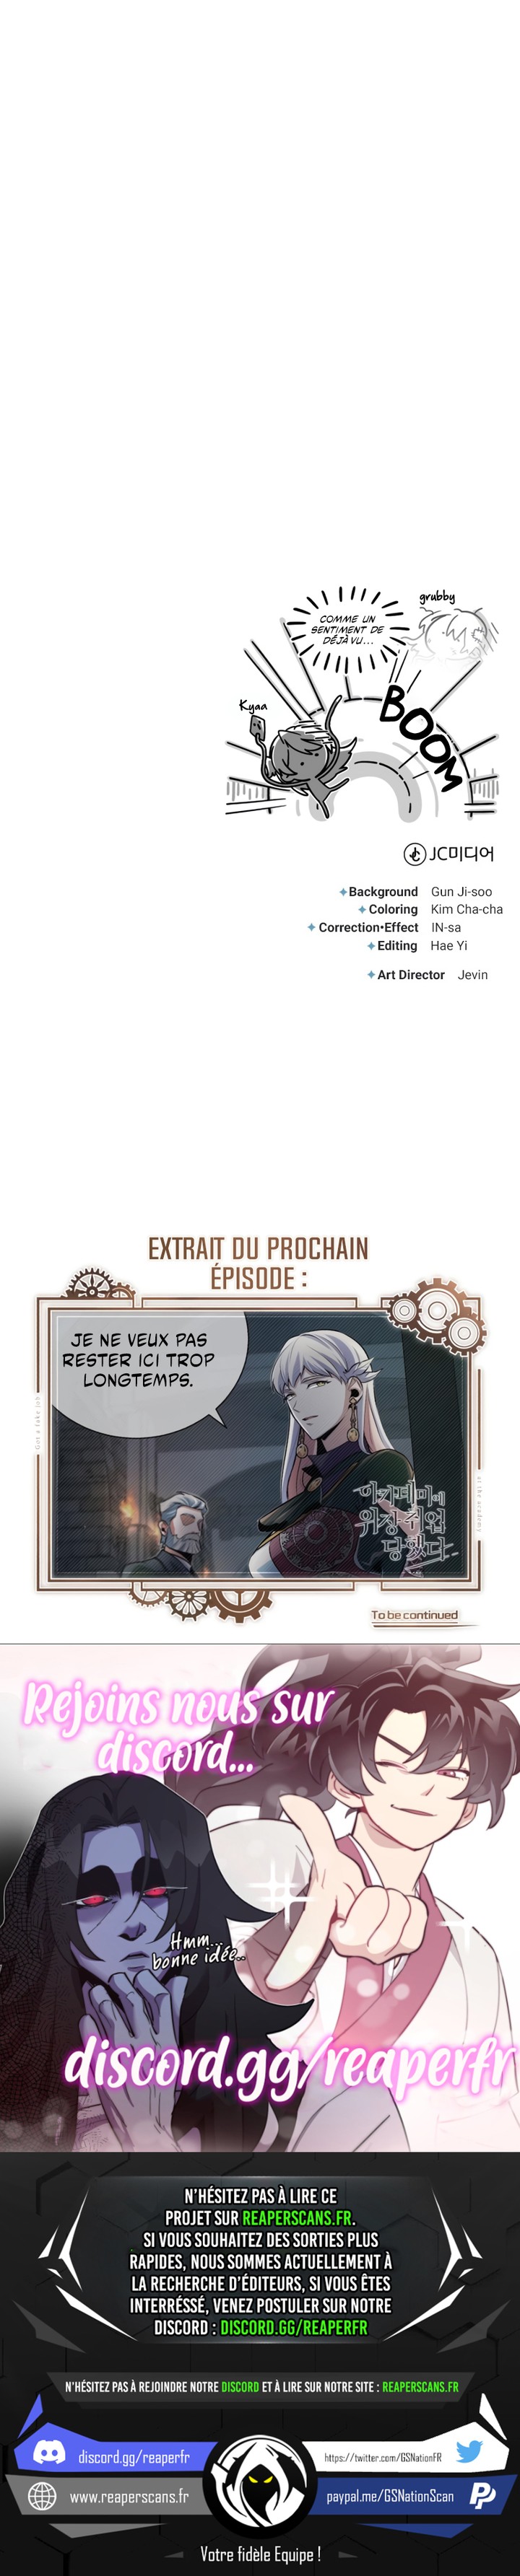 grubby
COMME UN
SENTIMENT DE
DÉJÀ VU...
Kyaa
BOOM
JC미디어
Background Gun Ji-soo
Coloring Kim Cha-cha
Correction•Effect IN-sa
Editing Hae Yi
Art Director Jevin
EXTRAIT DU PROCHAIN
ÉPISODE :
JE NE VEUX PAS
RESTER ICI TROP
LONGTEMPS.
Got a fake job
at the academy
아카데미에
위장취업
당했다
To be continued
Rejoins nous sur
discord...
Hmm...
bonne idée..
discord.gg/reaperfr
N'HÉSITEZ PAS À LIRE CE
PROJET SUR REAPERSCANS.FR.
SI VOUS SOUHAITEZ DES SORTIES PLUS
RAPIDES, NOUS SOMMES ACTUELLEMENT À
LA RECHERCHE D'ÉDITEURS, SI VOUS ÊTES
INTERRÉSSÉ, VENEZ POSTULER SUR NOTRE
DISCORD : DISCORD.GG/REAPERFR
N'HÉSITEZ PAS À REJOINDRE NOTRE DISCORD ET À LIRE SUR NOTRE SITE : REAPERSCANS.FR
discord.gg/reaperfr
https://twitter.com/GSNationFR
www.reaperscans.fr
paypal.me/GSNationScan
Votre fidèle Equipe !